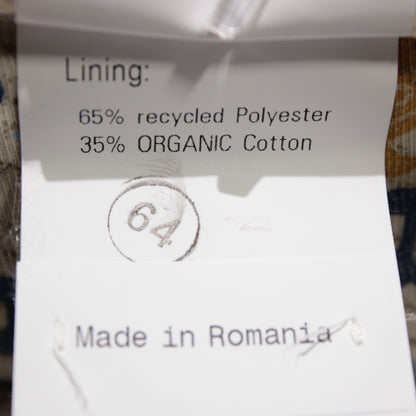 Lining:
65% recycled Polyester
35% ORGANIC Cotton
64
Made in Romania